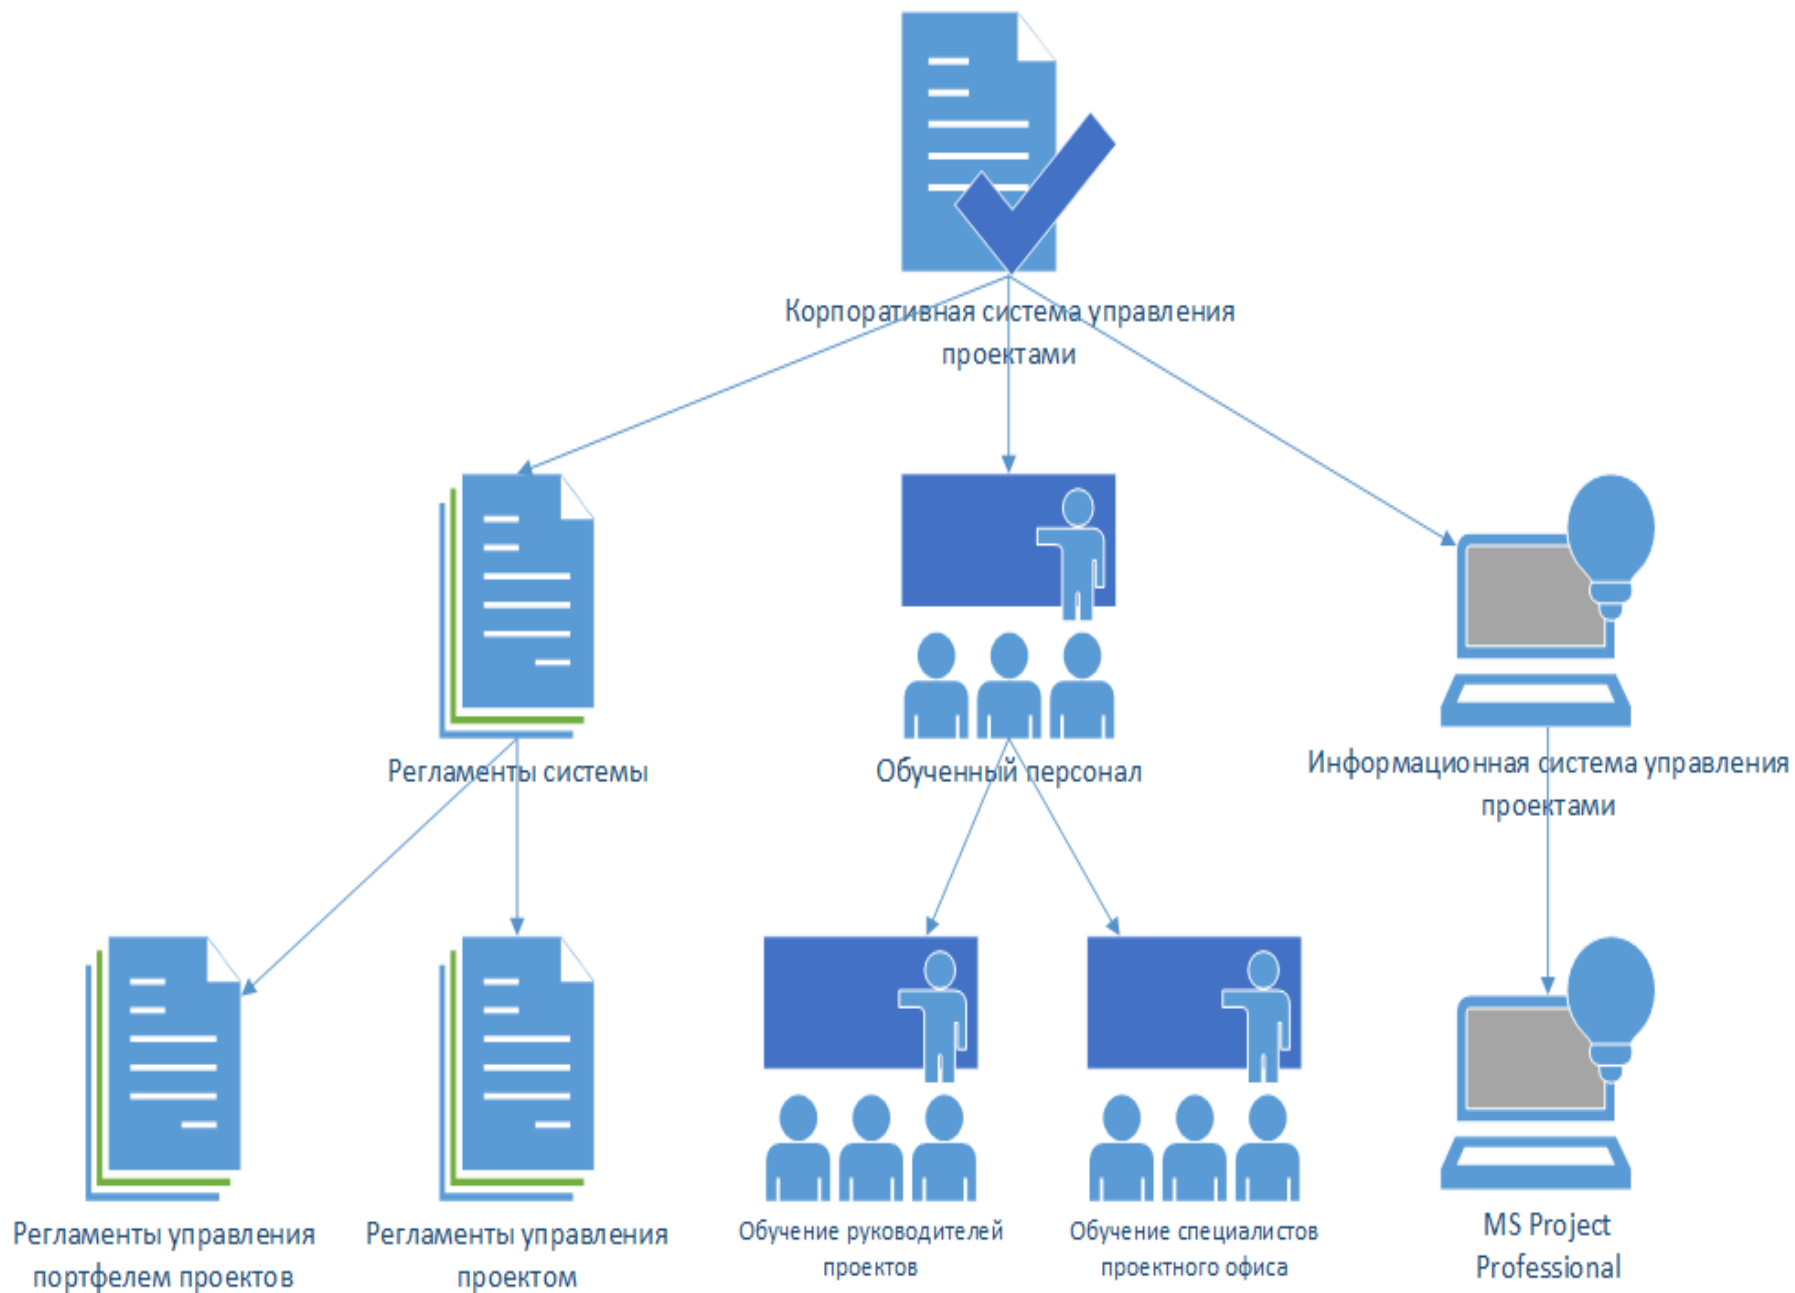 Корпоративная система управления
проектами
Регламенты системы
Обученный персонал
Информационная система управления
проектами
Регламенты управления
портфелем проектов
Регламенты управления
проектом
Обучение руководителей
проектов
Обучение специалистов
проектного офиса
MS Project
Professional